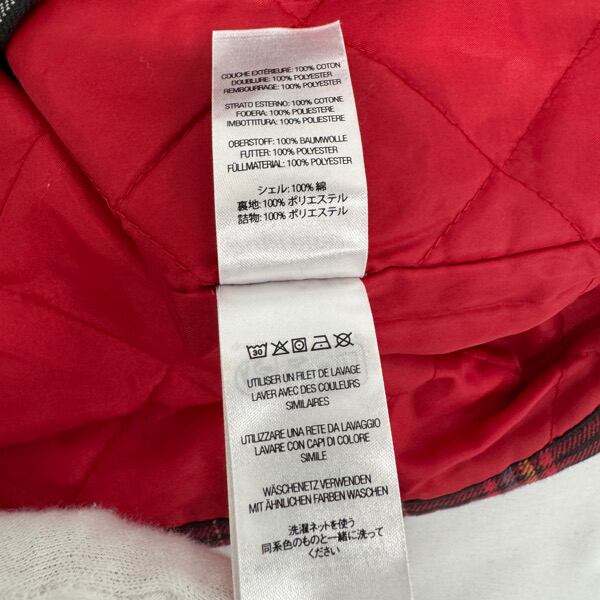 COUCHE EXTÉRIEURE: 100% COTON
DOUBLURE: 100% POLYESTER
REMBOURRAGE: 100% POLYESTER
STRATO ESTERNO: 100% COTONE
FODERA: 100% POLIESTERE
IMBOTTITURA: 100% POLIESTERE
OBERSTOFF: 100% BAUMWOLLE
FUTTER: 100% POLYESTER
FÜLLMATERIAL: 100% POLYESTER
シェル: 100% 綿
裏地: 100% ポリエステル
詰物: 100% ポリエステル
30
UTILISER UN FILET DE LAVAGE
LAVER AVEC DES COULEURS
SIMILAIRES
UTILIZZARE UNA RETE DA LAVAGGIO
LAVARE CON CAPI DI COLORE
SIMILE
WÄSCHENETZ VERWENDEN
MIT ÄHNLICHEN FARBEN WASCHEN
洗濯ネットを使う
同系色のものと一緒に洗って
ください